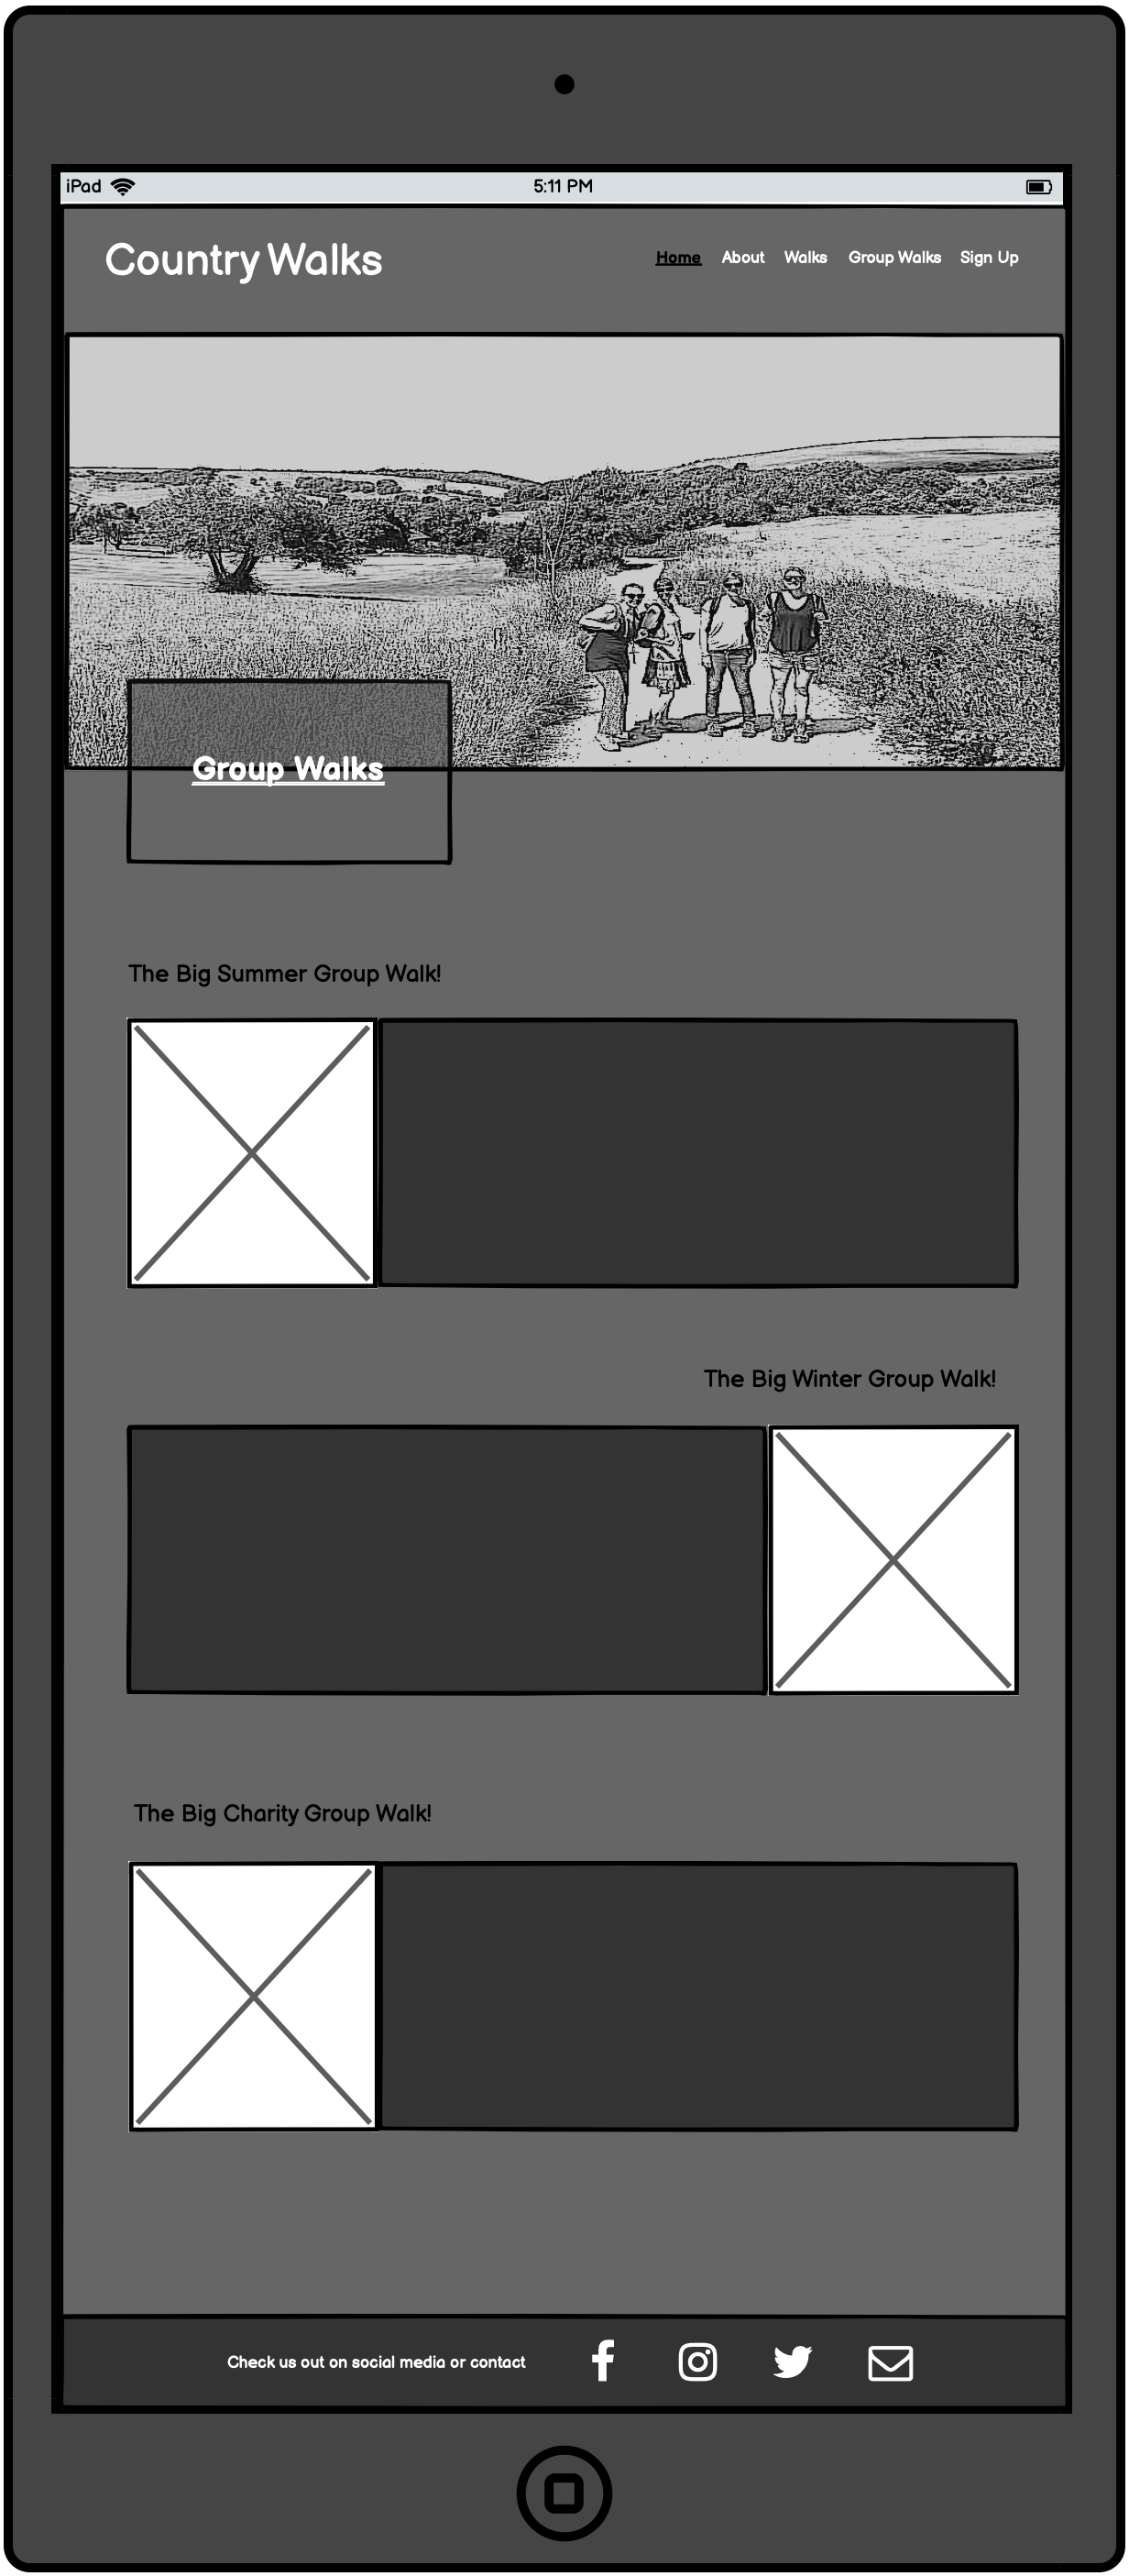 iPad
5:11 PM
Country Walks
Home About Walks Group Walks Sign Up
Group Walks
The Big Summer Group Walk!
The Big Winter Group Walk!
The Big Charity Group Walk!
Check us out on social media or contact